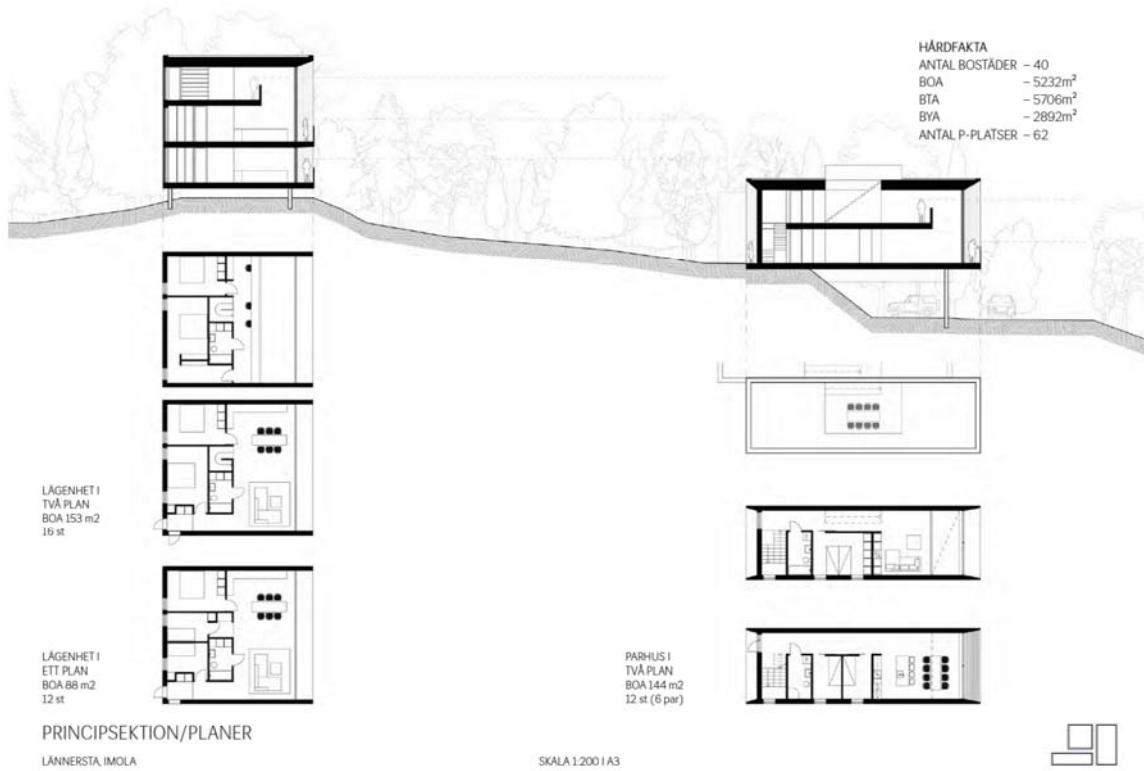 HÅRDFAKTA
ANTAL BOSTÄDER – 40
BOA – 5232m²
BTA – 5706m²
BYA – 2892m²
ANTAL P-PLATSER – 62
LÄGENHET I
TVÅ PLAN
BOA 153 m2
16 st
LÄGENHET I
ETT PLAN
BOA 88 m2
12 st
PARHUS I
TVÅ PLAN
BOA 144 m2
12 st (6 par)
PRINCIPSEKTION/PLANER
LÄNNERSTA, IMOLA
SKALA 1:200 I A3